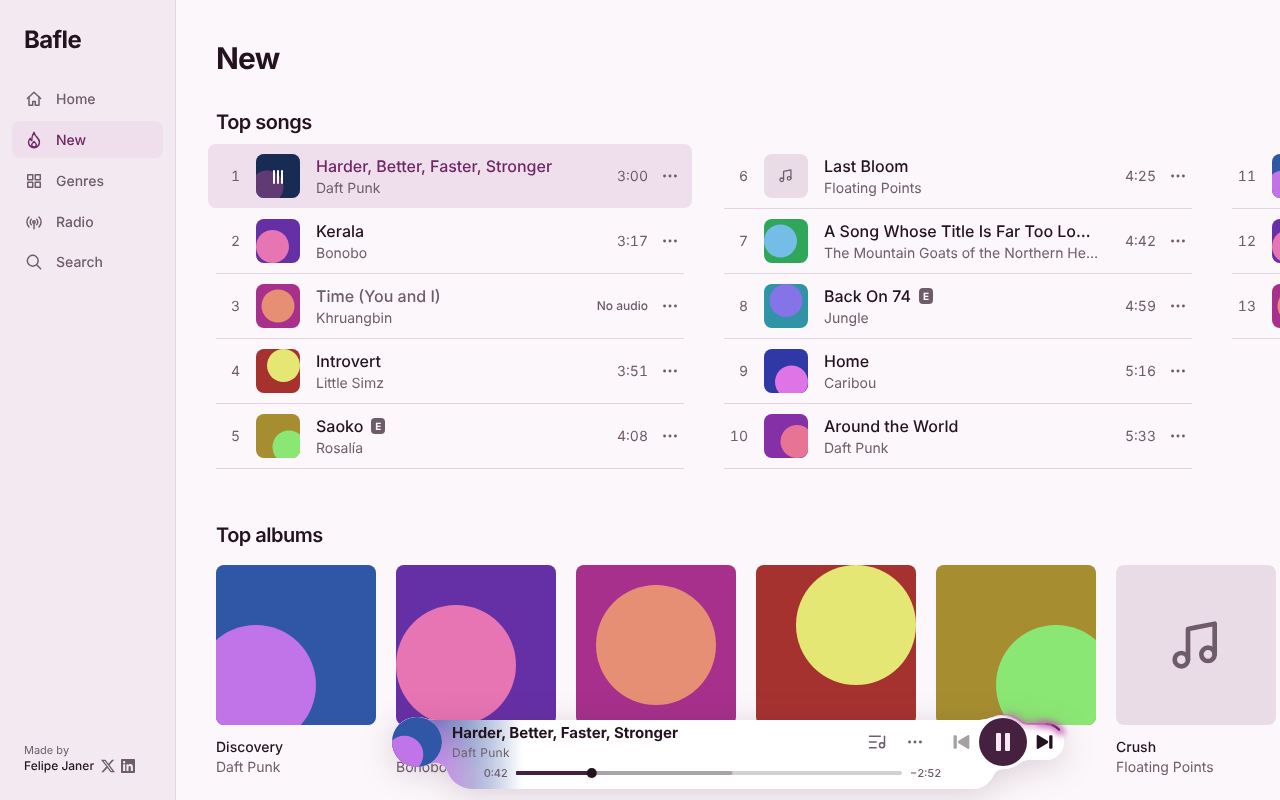 Bafle
Home
New
Genres
Radio
Search
Made by
Felipe Janer
New
Top songs
1
Harder, Better, Faster, Stronger
Daft Punk
3:00
2
Kerala
Bonobo
3:17
3
Time (You and I)
Khruangbin
No audio
4
Introvert
Little Simz
3:51
5
Saoko E
Rosalía
4:08
6
Last Bloom
Floating Points
4:25
7
A Song Whose Title Is Far Too Lo...
The Mountain Goats of the Northern He...
4:42
8
Back On 74 E
Jungle
4:59
9
Home
Caribou
5:16
10
Around the World
Daft Punk
5:33
11
12
13
Top albums
Discovery
Daft Punk
Bonobo
Crush
Floating Points
Harder, Better, Faster, Stronger
Daft Punk
0:42
−2:52